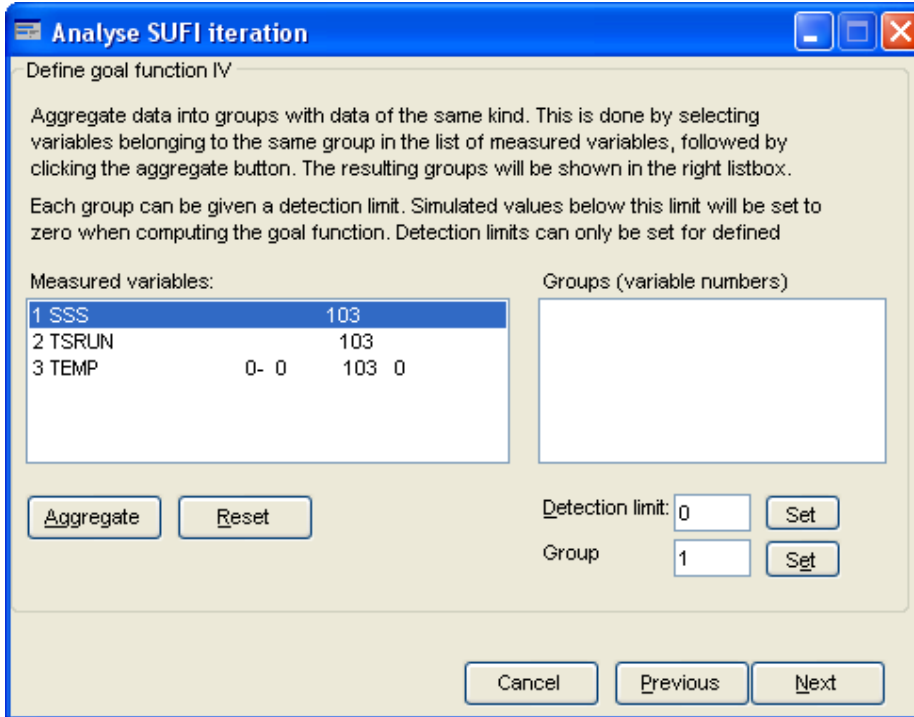 Analyse SUFI iteration
Define goal function IV
Aggregate data into groups with data of the same kind. This is done by selecting
variables belonging to the same group in the list of measured variables, followed by
clicking the aggregate button. The resulting groups will be shown in the right listbox.
Each group can be given a detection limit. Simulated values below this limit will be set to
zero when computing the goal function. Detection limits can only be set for defined
Measured variables:
Groups (variable numbers)
1 SSS 103
2 TSRUN 103
3 TEMP 0- 0 103 0
Aggregate Reset
Detection limit: 0 Set
Group 1 Set
Cancel Previous Next